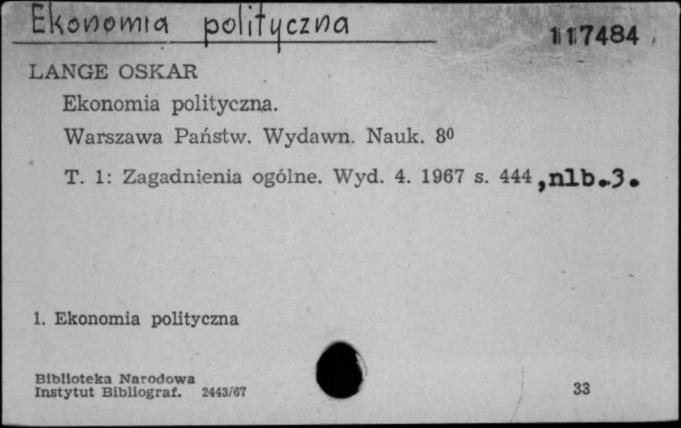 Ekonomia polityczna
117484
LANGE OSKAR
Ekonomia polityczna.
Warszawa Państw. Wydawn. Nauk. 8⁰
T. 1: Zagadnienia ogólne. Wyd. 4. 1967 s. 444, nlb. 3.
1. Ekonomia polityczna
Biblioteka Narodowa
Instytut Bibliograf. 2443/67
33